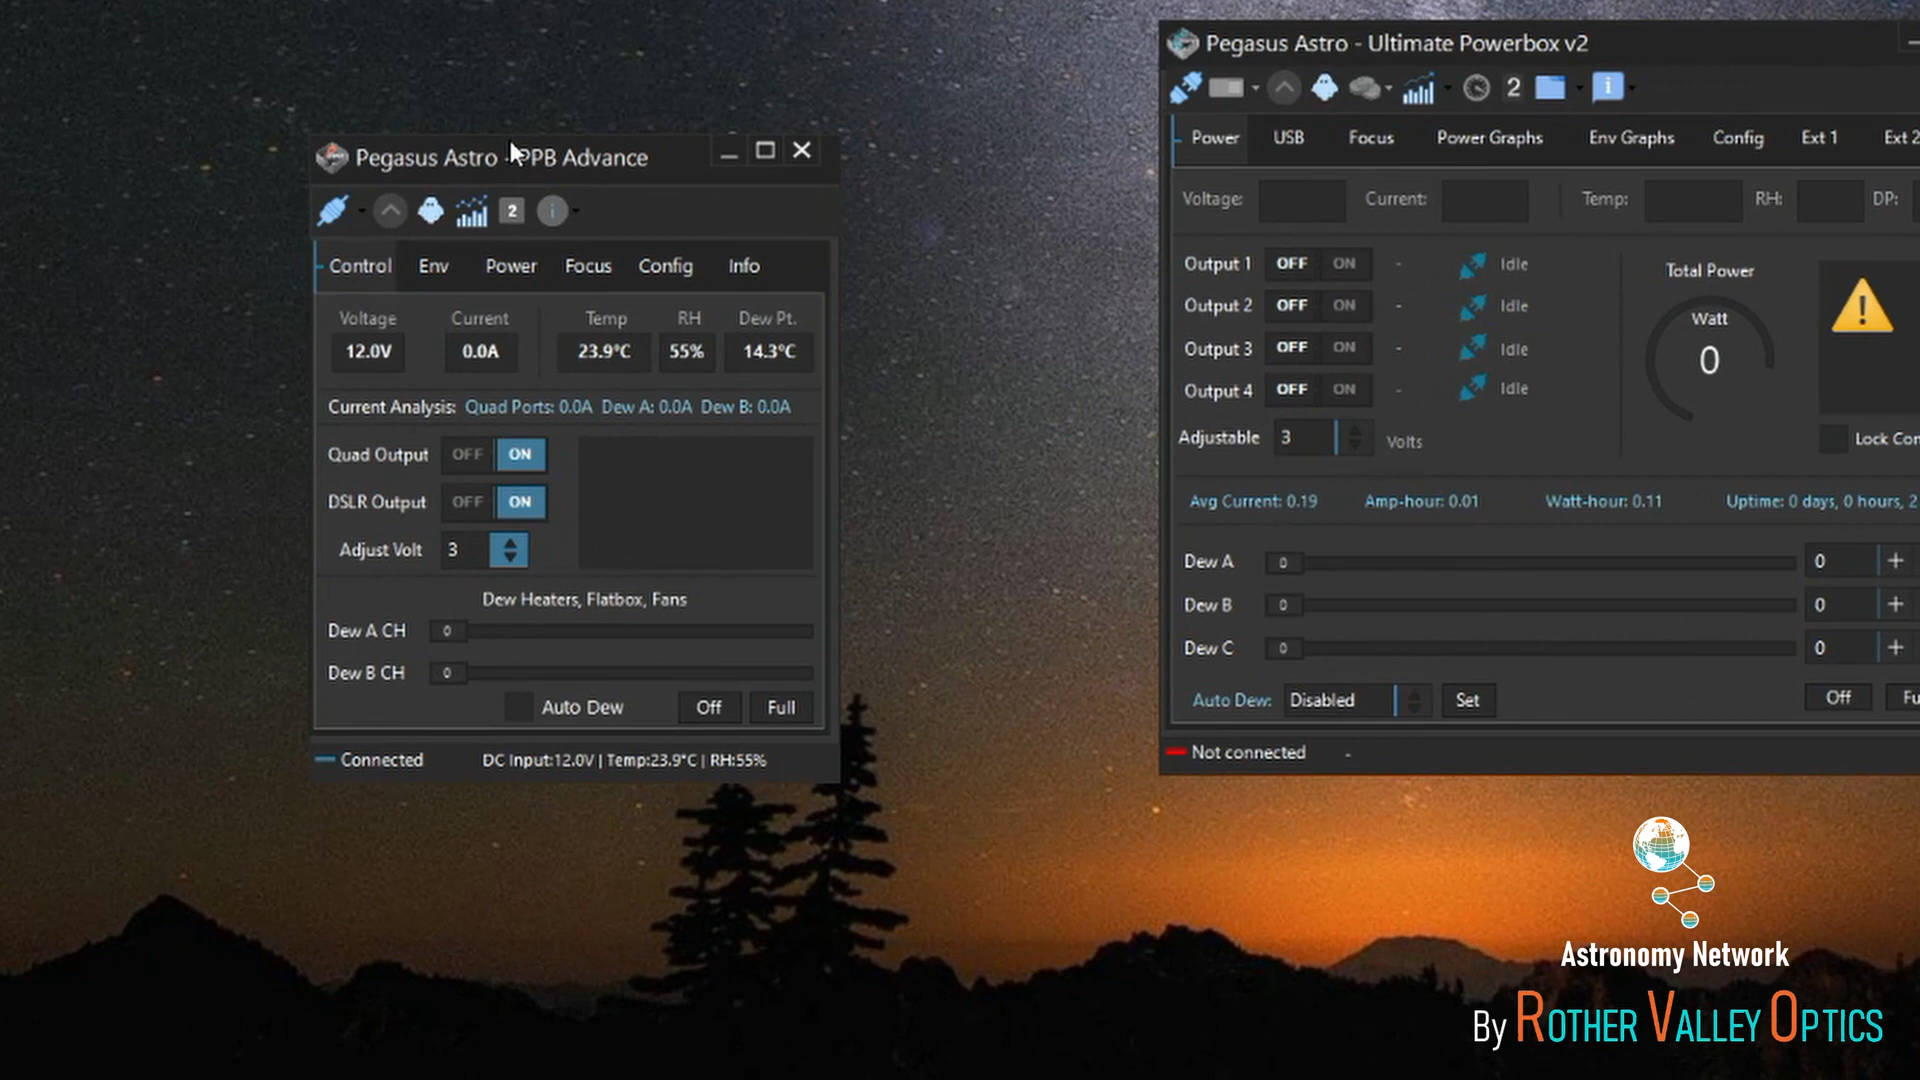 Pegasus Astro - PPB Advance
2
Control Env Power Focus Config Info
Voltage Current Temp RH Dew Pt.
12.0V 0.0A 23.9°C 55% 14.3°C
Current Analysis: Quad Ports: 0.0A Dew A: 0.0A Dew B: 0.0A
Quad Output OFF ON
DSLR Output OFF ON
Adjust Volt 3
Dew Heaters, Flatbox, Fans
Dew A CH 0
Dew B CH 0
Auto Dew Off Full
Connected DC Input:12.0V | Temp:23.9°C | RH:55%
Pegasus Astro - Ultimate Powerbox v2
2
Power USB Focus Power Graphs Env Graphs Config Ext 1 Ext 2
Voltage: Current: Temp: RH: DP:
Output 1 OFF ON - Idle
Output 2 OFF ON - Idle
Output 3 OFF ON - Idle
Output 4 OFF ON - Idle
Total Power
Watt
0
Adjustable 3 Volts
Lock Con
Avg Current: 0.19 Amp-hour: 0.01 Watt-hour: 0.11 Uptime: 0 days, 0 hours, 2
Dew A 0 0 +
Dew B 0 0 +
Dew C 0 0 +
Auto Dew: Disabled Set Off Fu
Not connected -
Astronomy Network
By ROTHER VALLEY OPTICS